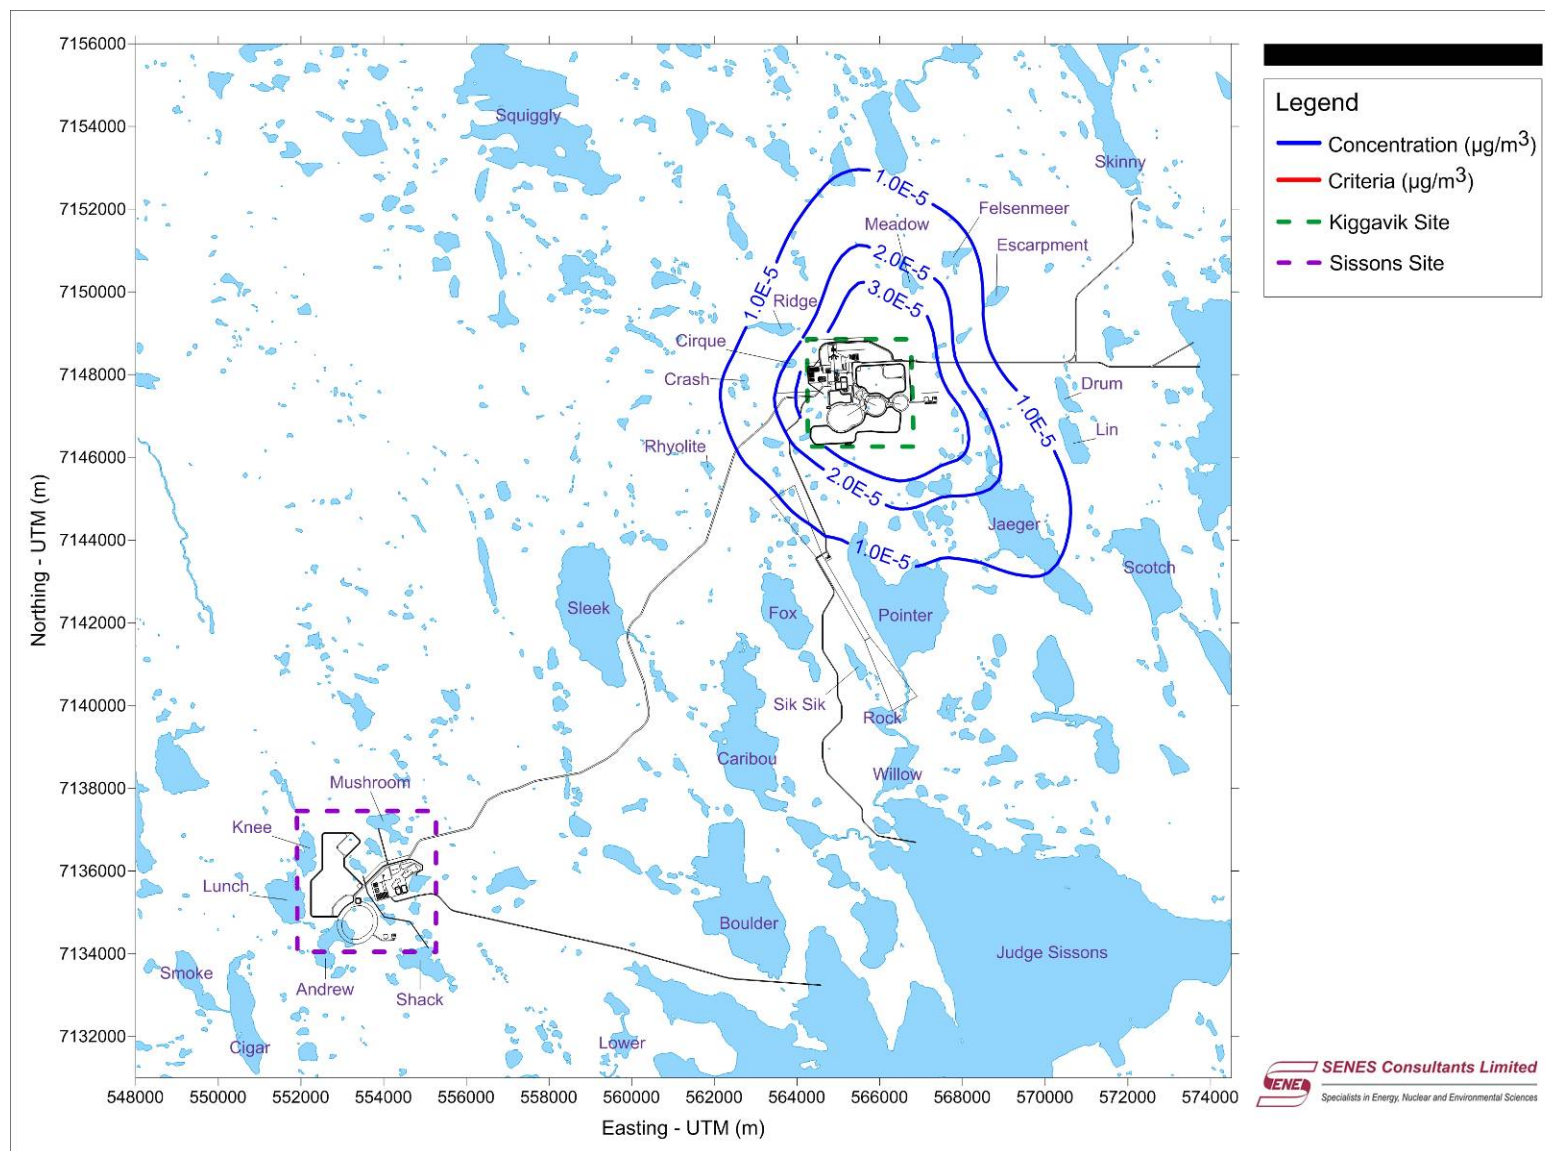 7156000
7154000
7152000
7150000
7148000
7146000
7144000
7142000
7140000
7138000
7136000
7134000
7132000
Northing - UTM (m)
548000 550000 552000 554000 556000 558000 560000 562000 564000 566000 568000 570000 572000 574000
Easting - UTM (m)
Squiggly
Skinny
1.0E-5
Felsenmeer
Meadow
Escarpment
2.0E-5
1.0E-5
3.0E-5
Ridge
Cirque
Crash
Drum
1.0E-5
Lin
Rhyolite
2.0E-5
Jaeger
1.0E-5
Scotch
Sleek
Fox
Pointer
Sik Sik
Rock
Caribou
Willow
Mushroom
Knee
Lunch
Boulder
Judge Sissons
Smoke
Andrew
Shack
Cigar
Lower
Legend
Concentration (µg/m³)
Criteria (µg/m³)
Kiggavik Site
Sissons Site
SENES
SENES Consultants Limited
Specialists in Energy, Nuclear and Environmental Sciences